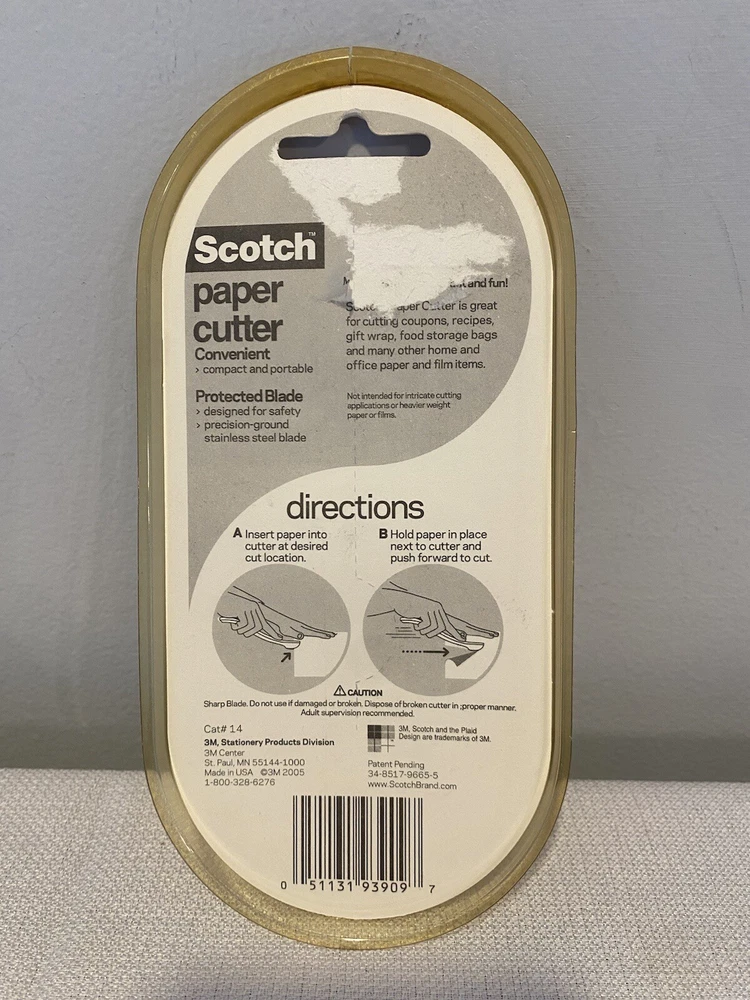 Scotch™
paper
cutter
Convenient
› compact and portable
Protected Blade
› designed for safety
› precision-ground
stainless steel blade
and fun!
Cutter is great
for cutting coupons, recipes,
gift wrap, food storage bags
and many other home and
office paper and film items.
Not intended for intricate cutting
applications or heavier weight
paper or films.
directions
A Insert paper into
cutter at desired
cut location.
B Hold paper in place
next to cutter and
push forward to cut.
⚠ CAUTION
Sharp Blade. Do not use if damaged or broken. Dispose of broken cutter in ;proper manner.
Adult supervision recommended.
Cat# 14
3M, Stationery Products Division
3M Center
St. Paul, MN 55144-1000
Made in USA ©3M 2005
1-800-328-6276
3M, Scotch and the Plaid
Design are trademarks of 3M.
Patent Pending
34-8517-9665-5
www.ScotchBrand.com
0 51131 93909 7